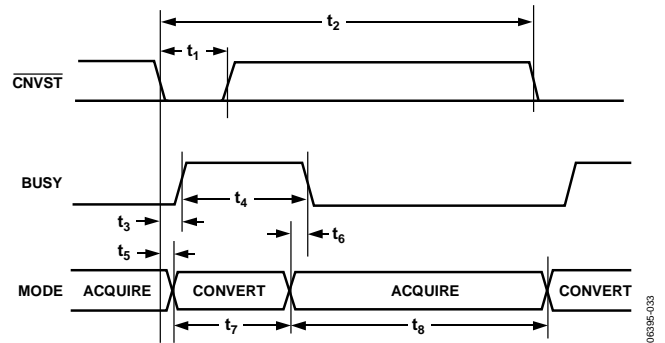 t2
t1
CNVST
BUSY
t4
t3
t6
t5
MODE ACQUIRE CONVERT ACQUIRE CONVERT
t7 t8
06395-033